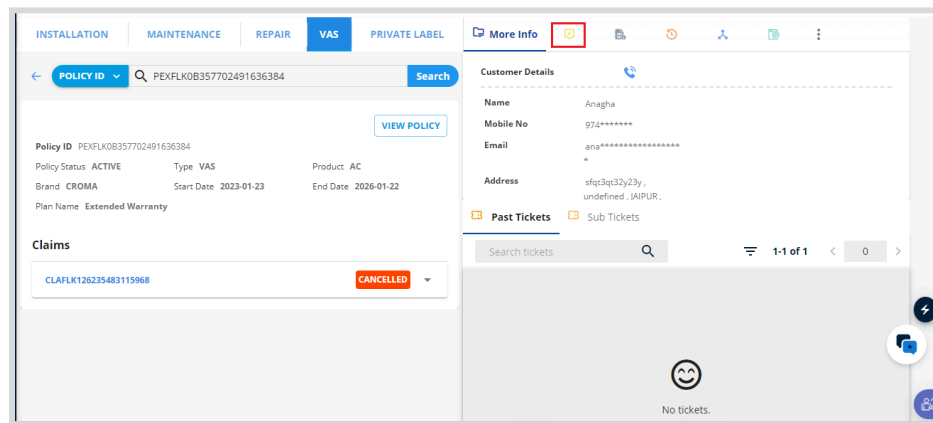 INSTALLATION MAINTENANCE REPAIR VAS PRIVATE LABEL
POLICY ID PEXFLK0B357702491636384 Search
VIEW POLICY
Policy ID PEXFLK0B357702491636384
Policy Status ACTIVE Type VAS Product AC
Brand CROMA Start Date 2023-01-23 End Date 2026-01-22
Plan Name Extended Warranty
Claims
CLAFLK126235483115968 CANCELLED
More Info
Customer Details
Name Anagha
Mobile No 974*******
Email ana*****************
*
Address sfqt3qt32y23y ,
undefined , JAIPUR ,
Past Tickets Sub Tickets
Search tickets 1-1 of 1 < 0 >
No tickets.